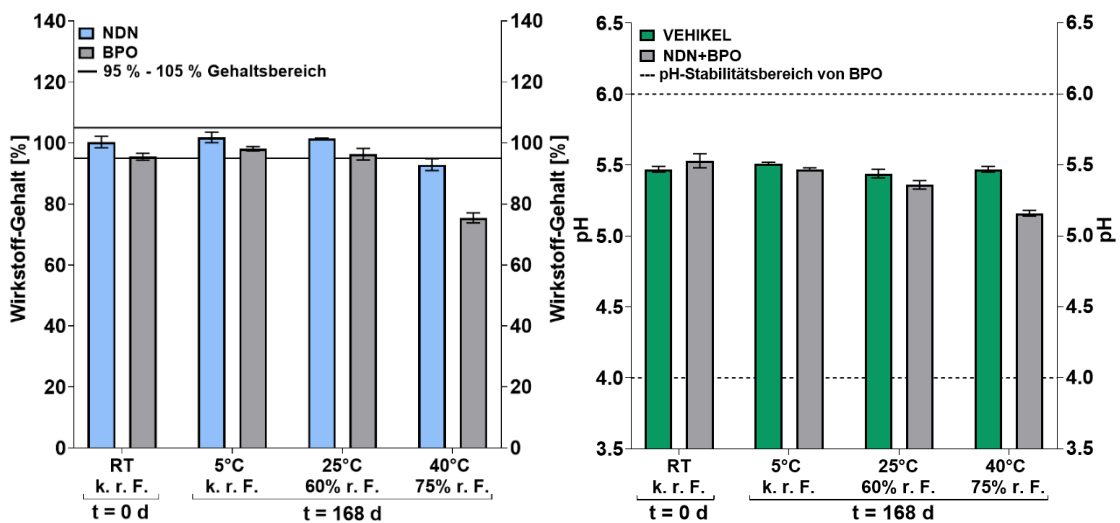 140
120
100
80
60
40
20
0
Wirkstoff-Gehalt [%]
NDN
BPO
95 % - 105 % Gehaltsbereich
140
120
100
80
60
40
20
0
Wirkstoff-Gehalt [%]
RT 5°C 25°C 40°C
k. r. F. k. r. F. 60% r. F. 75% r. F.
t = 0 d t = 168 d
6.5
6.0
5.5
5.0
4.5
4.0
3.5
pH
VEHIKEL
NDN+BPO
pH-Stabilitätsbereich von BPO
6.5
6.0
5.5
5.0
4.5
4.0
3.5
pH
RT 5°C 25°C 40°C
k. r. F. k. r. F. 60% r. F. 75% r. F.
t = 0 d t = 168 d